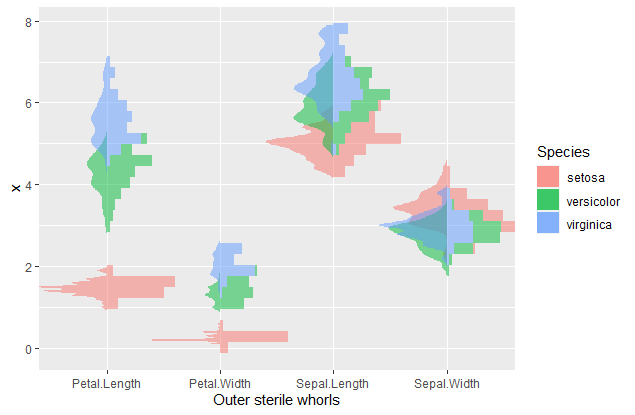 8
6
4
2
0
x
Petal.Length
Petal.Width
Sepal.Length
Sepal.Width
Outer sterile whorls
Species
setosa
versicolor
virginica